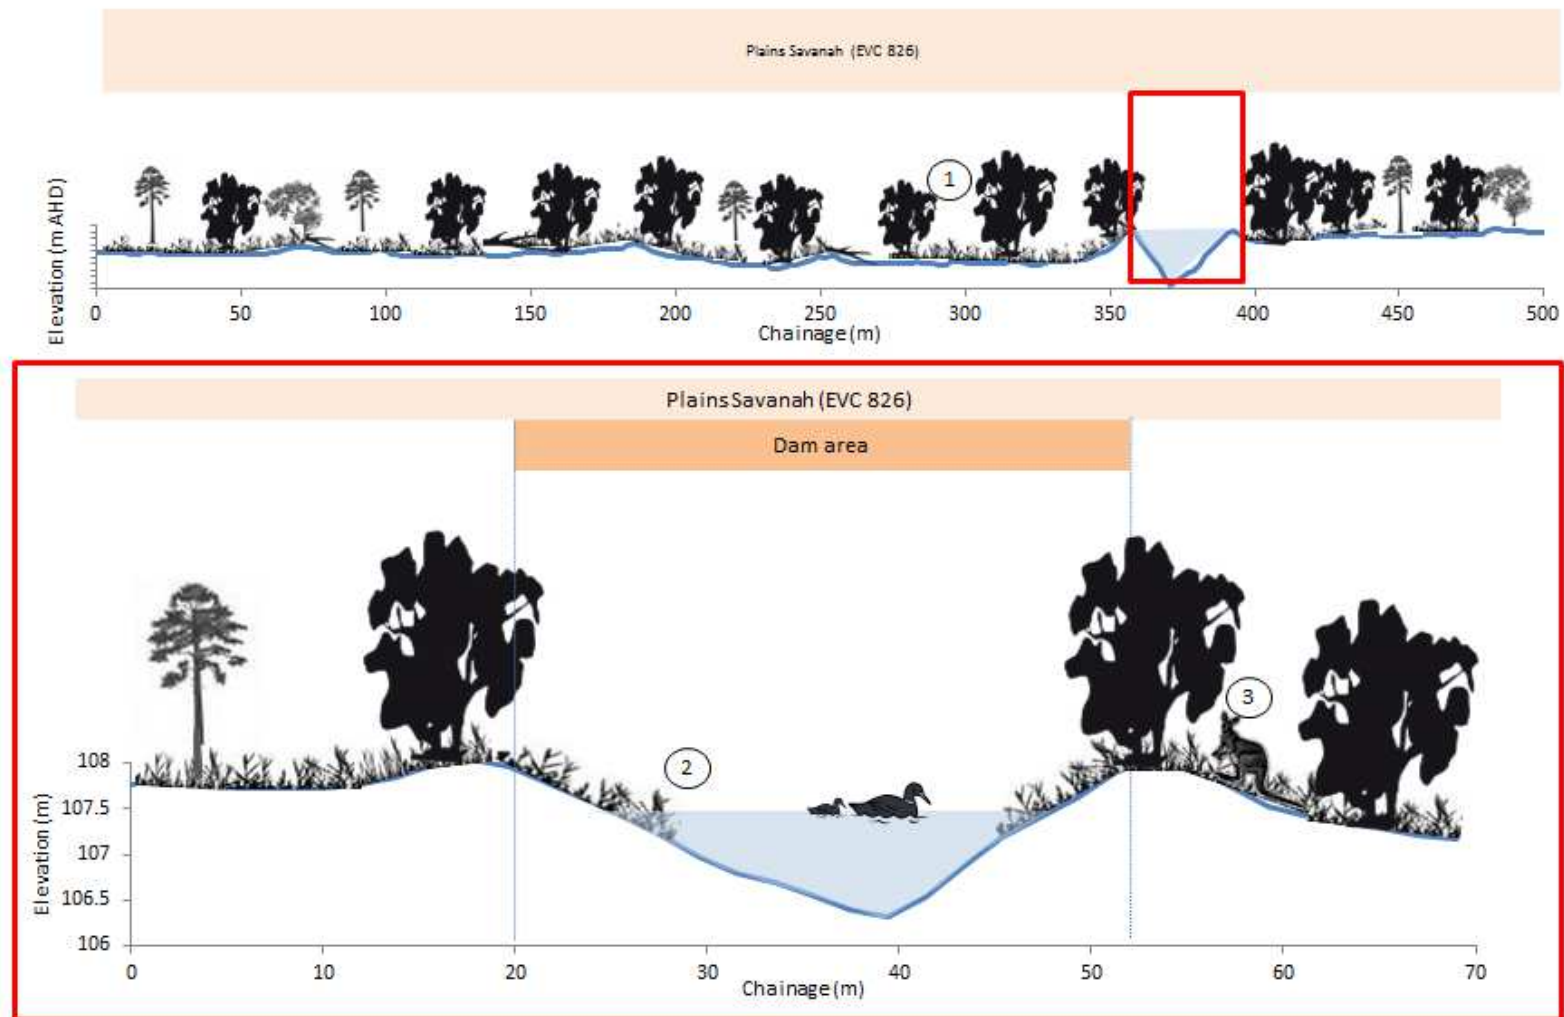 Plains Savanah (EVC 826)
1
Elevation (m AHD)
0 50 100 150 200 250 300 350 400 450 500
Chainage (m)
Plains Savanah (EVC 826)
Dam area
3
2
108
107.5
107
106.5
106
Elevation (m)
0 10 20 30 40 50 60 70
Chainage (m)